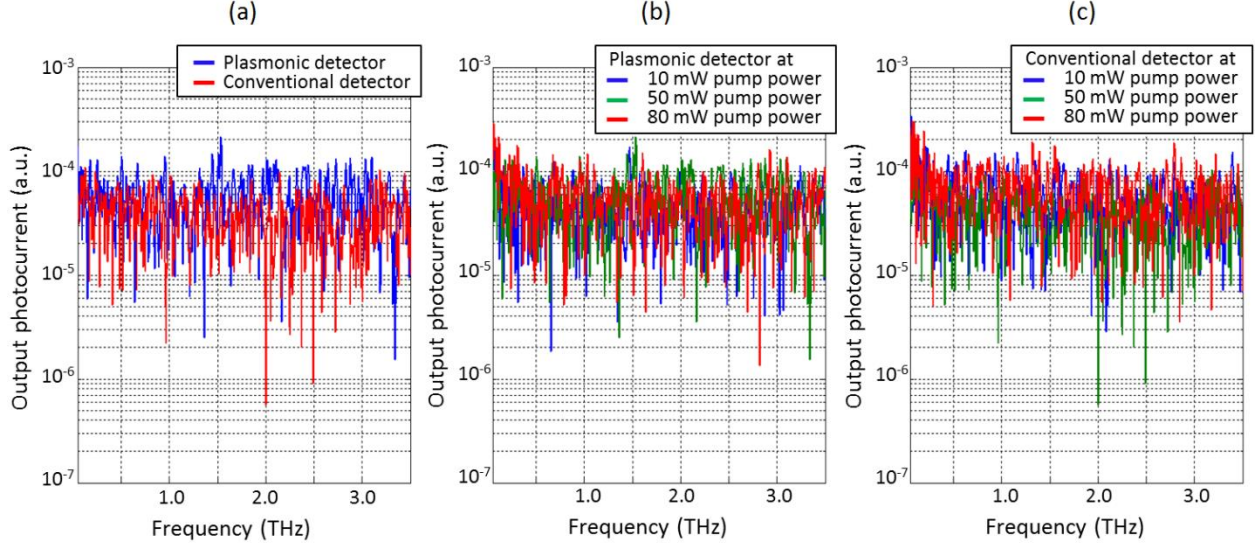 (a)
Plasmonic detector
Conventional detector
Output photocurrent (a.u.)
10-3
10-4
10-5
10-6
10-7
1.0 2.0 3.0
Frequency (THz)
(b)
Plasmonic detector at
10 mW pump power
50 mW pump power
80 mW pump power
Output photocurrent (a.u.)
10-3
10-4
10-5
10-6
10-7
1.0 2.0 3.0
Frequency (THz)
(c)
Conventional detector at
10 mW pump power
50 mW pump power
80 mW pump power
Output photocurrent (a.u.)
10-3
10-4
10-5
10-6
10-7
1.0 2.0 3.0
Frequency (THz)